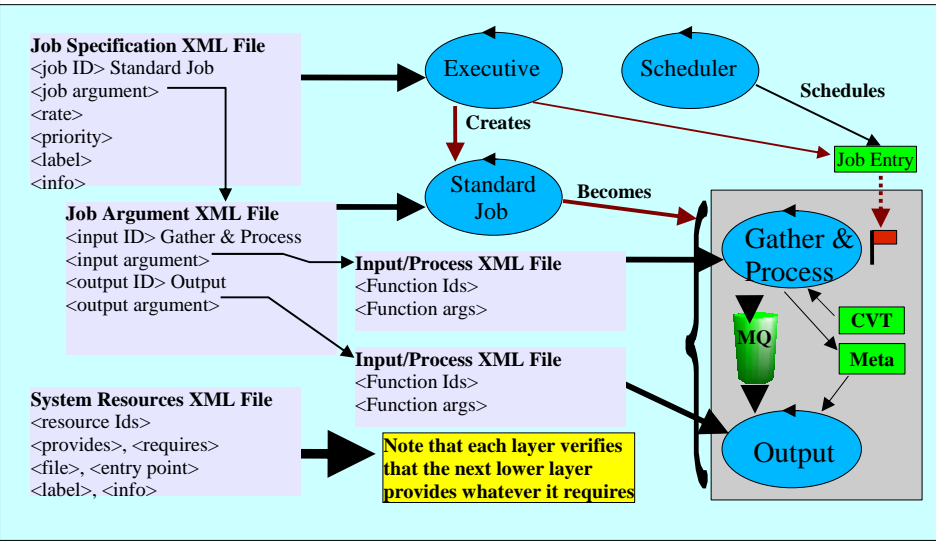 Job Specification XML File
<job ID> Standard Job
<job argument>
<rate>
<priority>
<label>
<info>
Executive
Scheduler
Schedules
Creates
Job Entry
Standard
Job
Becomes
Job Argument XML File
<input ID> Gather & Process
<input argument>
<output ID> Output
<output argument>
Input/Process XML File
<Function Ids>
<Function args>
Gather &
Process
CVT
MQ
Meta
Input/Process XML File
<Function Ids>
<Function args>
Output
System Resources XML File
<resource Ids>
<provides>, <requires>
<file>, <entry point>
<label>, <info>
Note that each layer verifies
that the next lower layer
provides whatever it requires